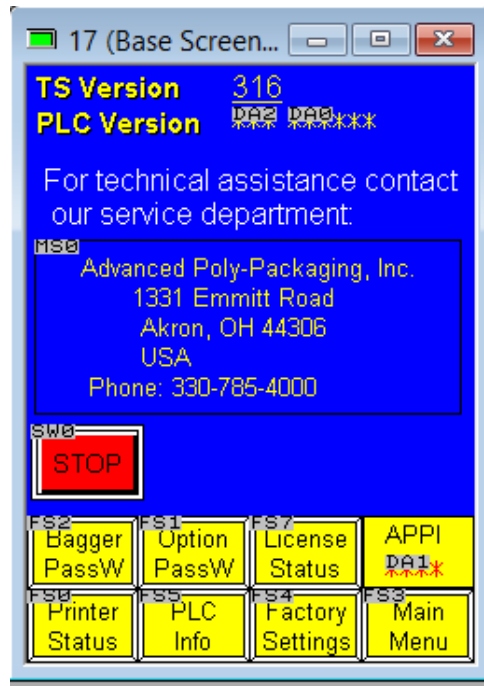 17 (Base Screen...
TS Version 316
PLC Version DA2 DA0
For technical assistance contact
our service department:
MS0
Advanced Poly-Packaging, Inc.
1331 Emmitt Road
Akron, OH 44306
USA
Phone: 330-785-4000
SW0
STOP
FS2 FS1 FS7
Bagger Option License APPI
PassW PassW Status DA1
FS0 FS5 FS4 FS3
Printer PLC Factory Main
Status Info Settings Menu